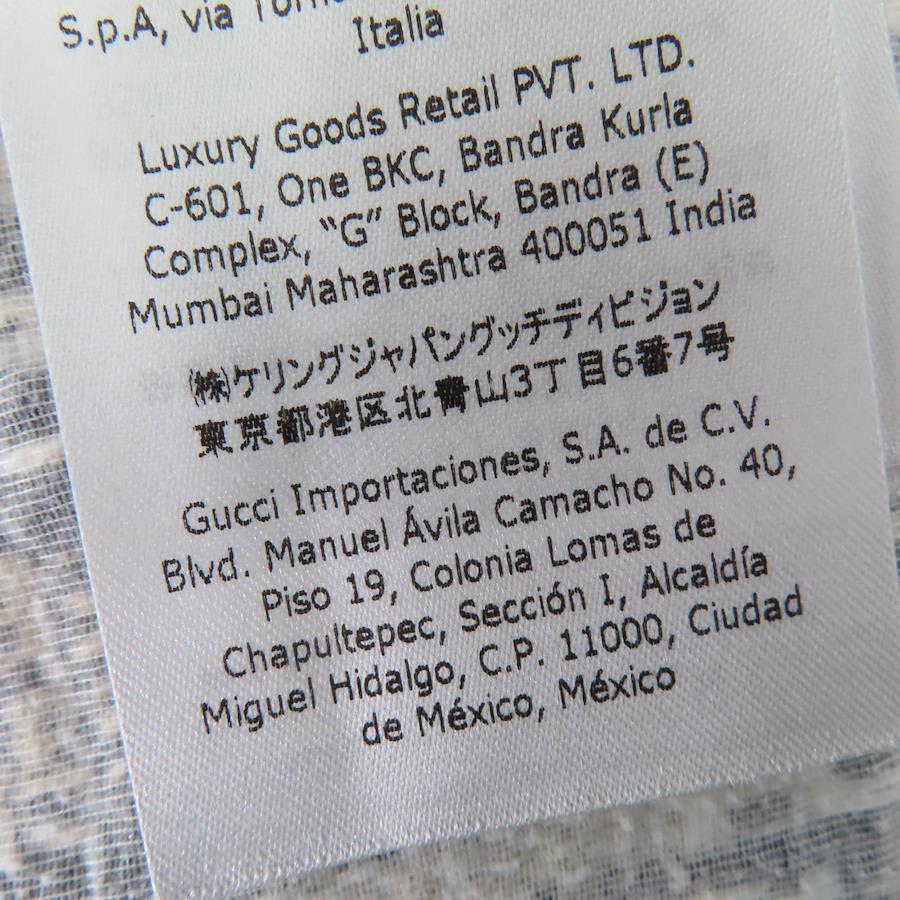 S.p.A, via
Italia
Luxury Goods Retail PVT. LTD.
C-601, One BKC, Bandra Kurla
Complex, “G” Block, Bandra (E)
Mumbai Maharashtra 400051 India
㈱ケリングジャパングッチディビジョン
東京都港区北青山3丁目6番7号
Gucci Importaciones, S.A. de C.V.
Blvd. Manuel Ávila Camacho No. 40,
Piso 19, Colonia Lomas de
Chapultepec, Sección I, Alcaldía
Miguel Hidalgo, C.P. 11000, Ciudad
de México, México